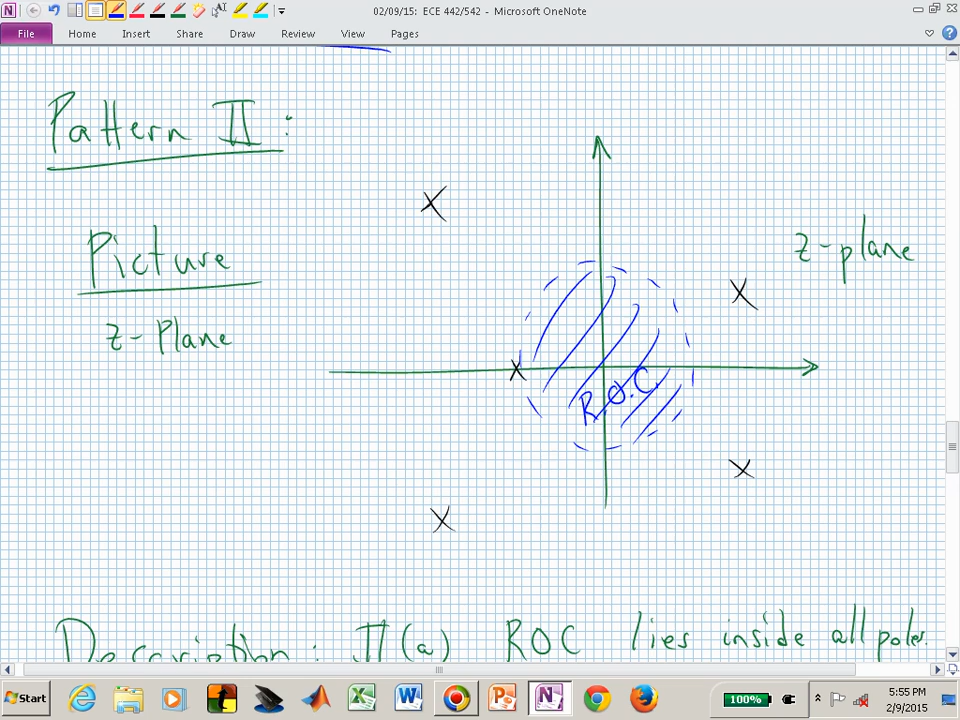 02/09/15: ECE 442/542 - Microsoft OneNote
File Home Insert Share Draw Review View Pages
Pattern II:
Picture
z-plane
z-Plane
R.O.C.
Description: II(a) ROC lies inside all poles.
Start
100%
5:55 PM
2/9/2015